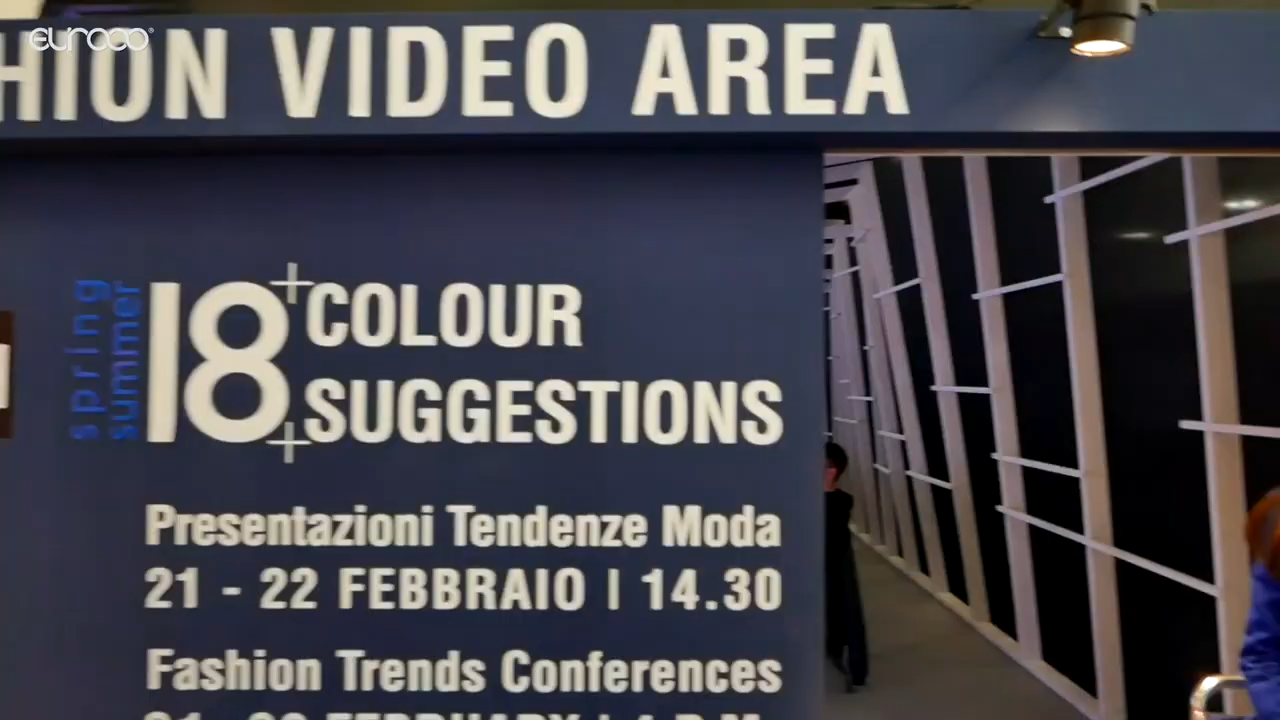 euro00®
HION VIDEO AREA
spring
summer
18
COLOUR
SUGGESTIONS
Presentazioni Tendenze Moda
21 - 22 FEBBRAIO | 14.30
Fashion Trends Conferences